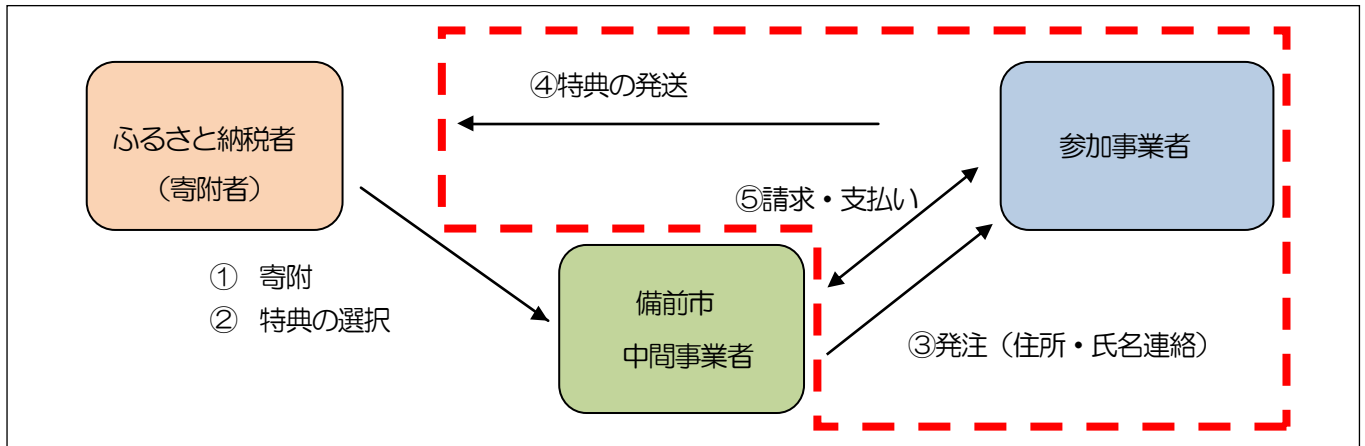 ④特典の発送
ふるさと納税者
（寄附者）
参加事業者
⑤請求・支払い
① 寄附
② 特典の選択
備前市
中間事業者
③発注（住所・氏名連絡）